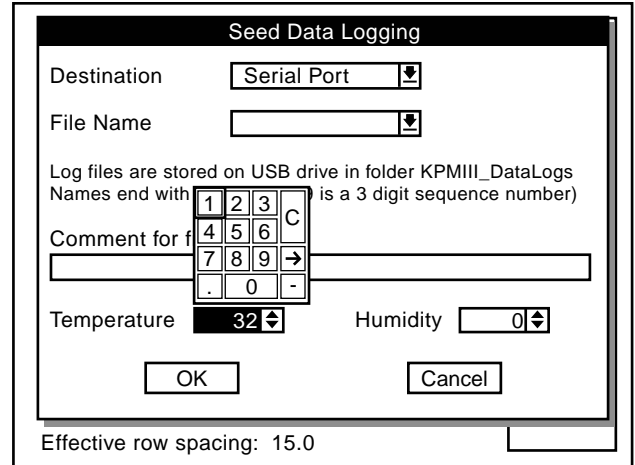 Seed Data Logging
Destination Serial Port
File Name
Log files are stored on USB drive in folder KPMIII_DataLogs
Names end with is a 3 digit sequence number)
1 2 3 C
4 5 6
Comment for f
7 8 9 →
. 0 -
Temperature 32 Humidity 0
OK Cancel
Effective row spacing: 15.0